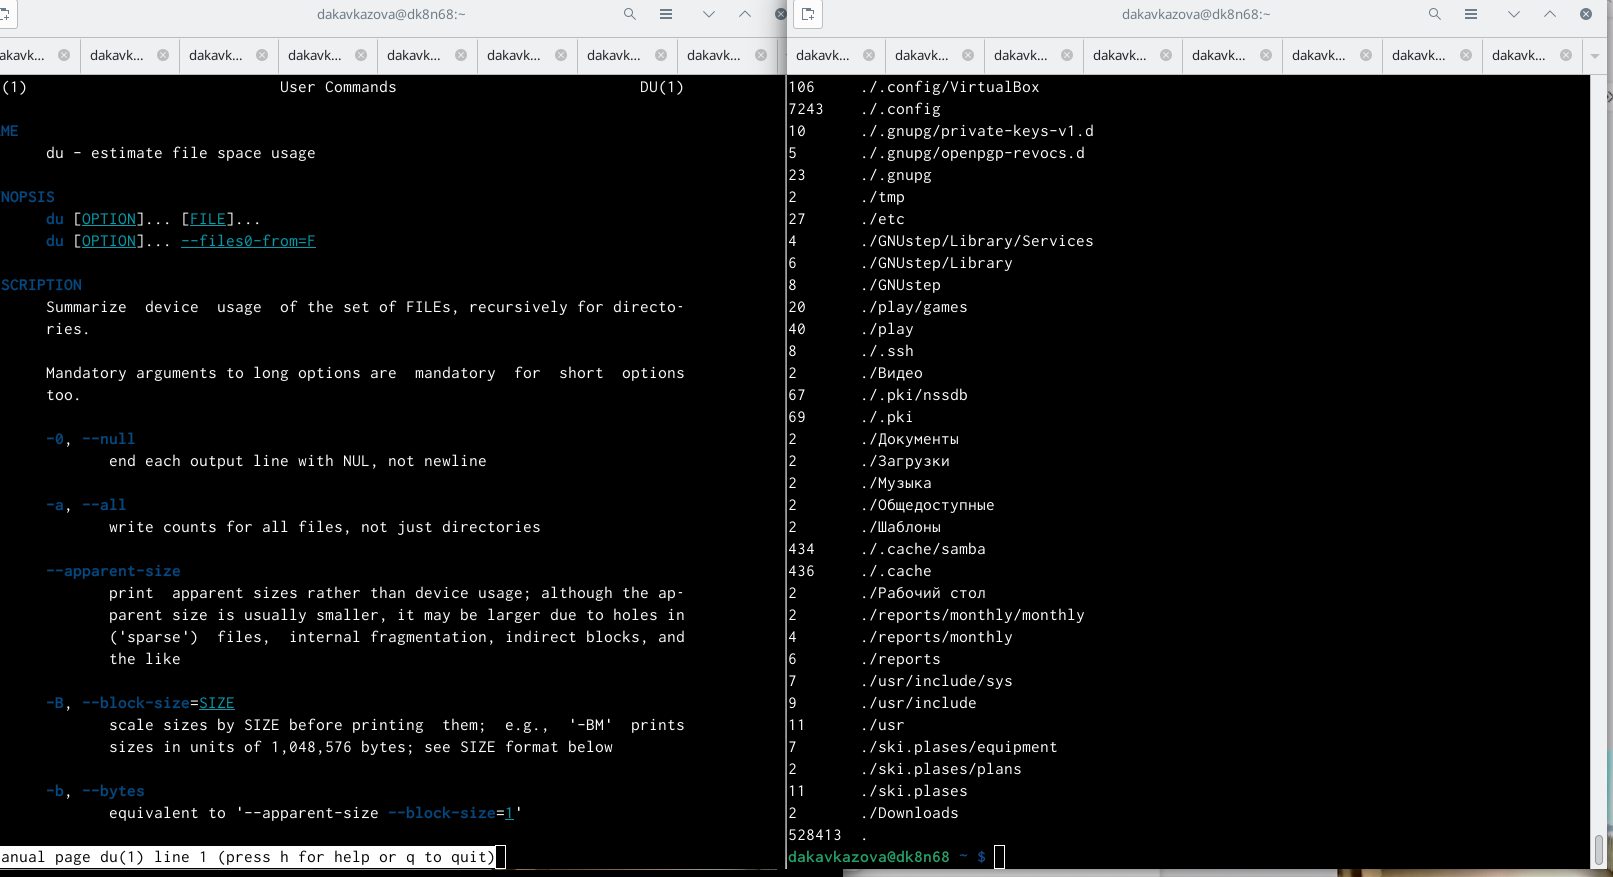 dakavkazova@dk8n68:~
akavk... dakavk... dakavk... dakavk... dakavk... dakavk... dakavk... dakavk...
(1) User Commands DU(1)
ME
du - estimate file space usage
NOPSIS
du [OPTION]... [FILE]...
du [OPTION]... --files0-from=F
SCRIPTION
Summarize device usage of the set of FILEs, recursively for directo-
ries.
Mandatory arguments to long options are mandatory for short options
too.
-0, --null
end each output line with NUL, not newline
-a, --all
write counts for all files, not just directories
--apparent-size
print apparent sizes rather than device usage; although the ap-
parent size is usually smaller, it may be larger due to holes in
('sparse') files, internal fragmentation, indirect blocks, and
the like
-B, --block-size=SIZE
scale sizes by SIZE before printing them; e.g., '-BM' prints
sizes in units of 1,048,576 bytes; see SIZE format below
-b, --bytes
equivalent to '--apparent-size --block-size=1'
anual page du(1) line 1 (press h for help or q to quit)
dakavkazova@dk8n68:~
dakavk... dakavk... dakavk... dakavk... dakavk... dakavk... dakavk... dakavk...
106 ./.config/VirtualBox
7243 ./.config
10 ./.gnupg/private-keys-v1.d
5 ./.gnupg/openpgp-revocs.d
23 ./.gnupg
2 ./tmp
27 ./etc
4 ./GNUstep/Library/Services
6 ./GNUstep/Library
8 ./GNUstep
20 ./play/games
40 ./play
8 ./.ssh
2 ./Видео
67 ./.pki/nssdb
69 ./.pki
2 ./Документы
2 ./Загрузки
2 ./Музыка
2 ./Общедоступные
2 ./Шаблоны
434 ./.cache/samba
436 ./.cache
2 ./Рабочий стол
2 ./reports/monthly/monthly
4 ./reports/monthly
6 ./reports
7 ./usr/include/sys
9 ./usr/include
11 ./usr
7 ./ski.plases/equipment
2 ./ski.plases/plans
11 ./ski.plases
2 ./Downloads
528413 .
dakavkazova@dk8n68 ~ $